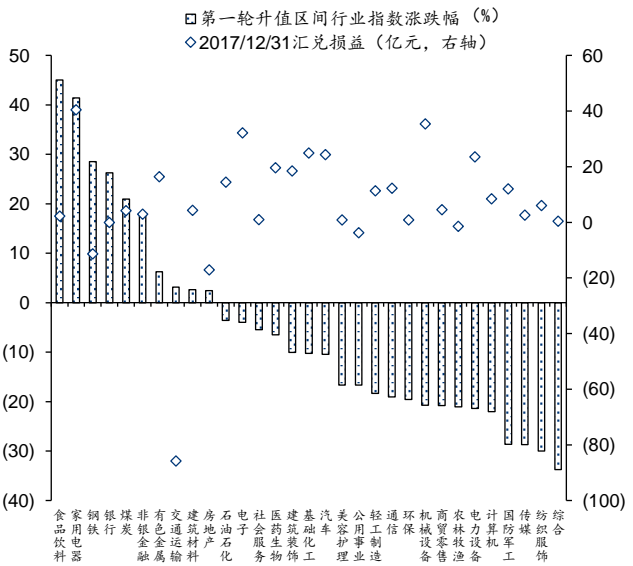 第一轮升值区间行业指数涨跌幅（%）
2017/12/31汇兑损益（亿元，右轴）
50
40
30
20
10
0
(10)
(20)
(30)
(40)
60
40
20
0
(20)
(40)
(60)
(80)
(100)
食品饮料
家用电器
钢铁
银行
煤炭
非银金融
有色金属
交通运输
建筑材料
房地产
石油石化
电子
社会服务
医药生物
建筑装饰
基础化工
汽车
美容护理
公用事业
轻工制造
通信
环保
机械设备
商贸零售
农林牧渔
电力设备
计算机
国防军工
传媒
纺织服饰
综合